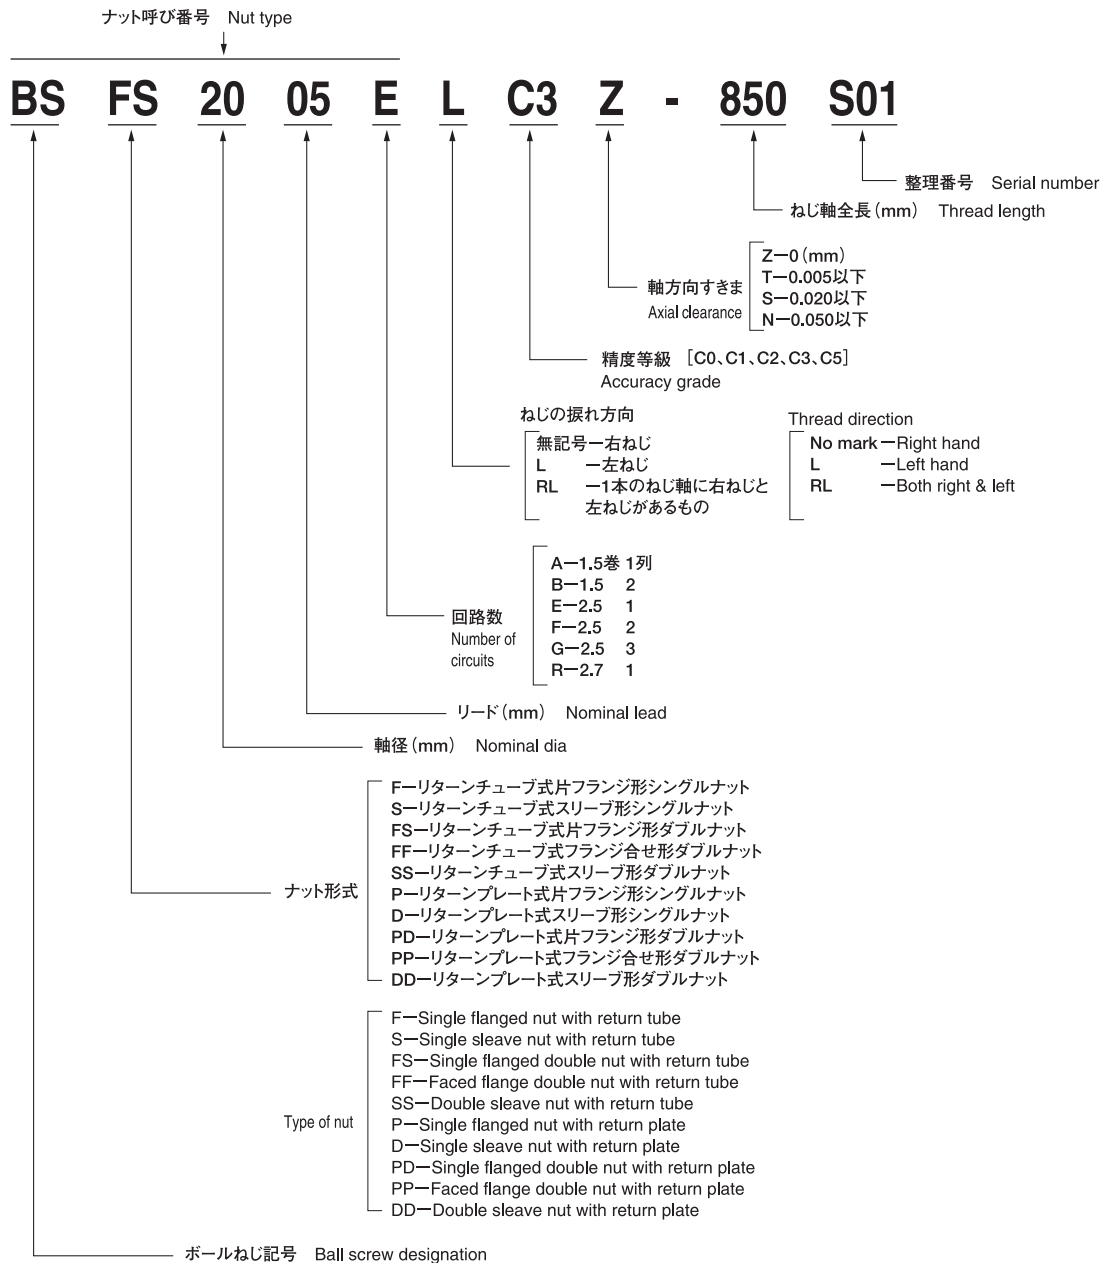 ナット呼び番号 Nut type
BS FS 20 05 E L C3 Z - 850 S01
整理番号 Serial number
ねじ軸全長(mm) Thread length
軸方向すきま
Axial clearance
Z—0(mm)
T—0.005以下
S—0.020以下
N—0.050以下
精度等級 [C0、C1、C2、C3、C5]
Accuracy grade
ねじの捩れ方向
無記号—右ねじ
L —左ねじ
RL —1本のねじ軸に右ねじと
左ねじがあるもの
Thread direction
No mark—Right hand
L —Left hand
RL —Both right & left
回路数
Number of
circuits
A—1.5巻 1列
B—1.5 2
E—2.5 1
F—2.5 2
G—2.5 3
R—2.7 1
リード(mm) Nominal lead
軸径(mm) Nominal dia
ナット形式
F—リターンチューブ式片フランジ形シングルナット
S—リターンチューブ式スリーブ形シングルナット
FS—リターンチューブ式片フランジ形ダブルナット
FF—リターンチューブ式フランジ合せ形ダブルナット
SS—リターンチューブ式スリーブ形ダブルナット
P—リターンプレート式片フランジ形シングルナット
D—リターンプレート式スリーブ形シングルナット
PD—リターンプレート式片フランジ形ダブルナット
PP—リターンプレート式フランジ合せ形ダブルナット
DD—リターンプレート式スリーブ形ダブルナット
Type of nut
F—Single flanged nut with return tube
S—Single sleave nut with return tube
FS—Single flanged double nut with return tube
FF—Faced flange double nut with return tube
SS—Double sleave nut with return tube
P—Single flanged nut with return plate
D—Single sleave nut with return plate
PD—Single flanged double nut with return plate
PP—Faced flange double nut with return plate
DD—Double sleave nut with return plate
ボールねじ記号 Ball screw designation